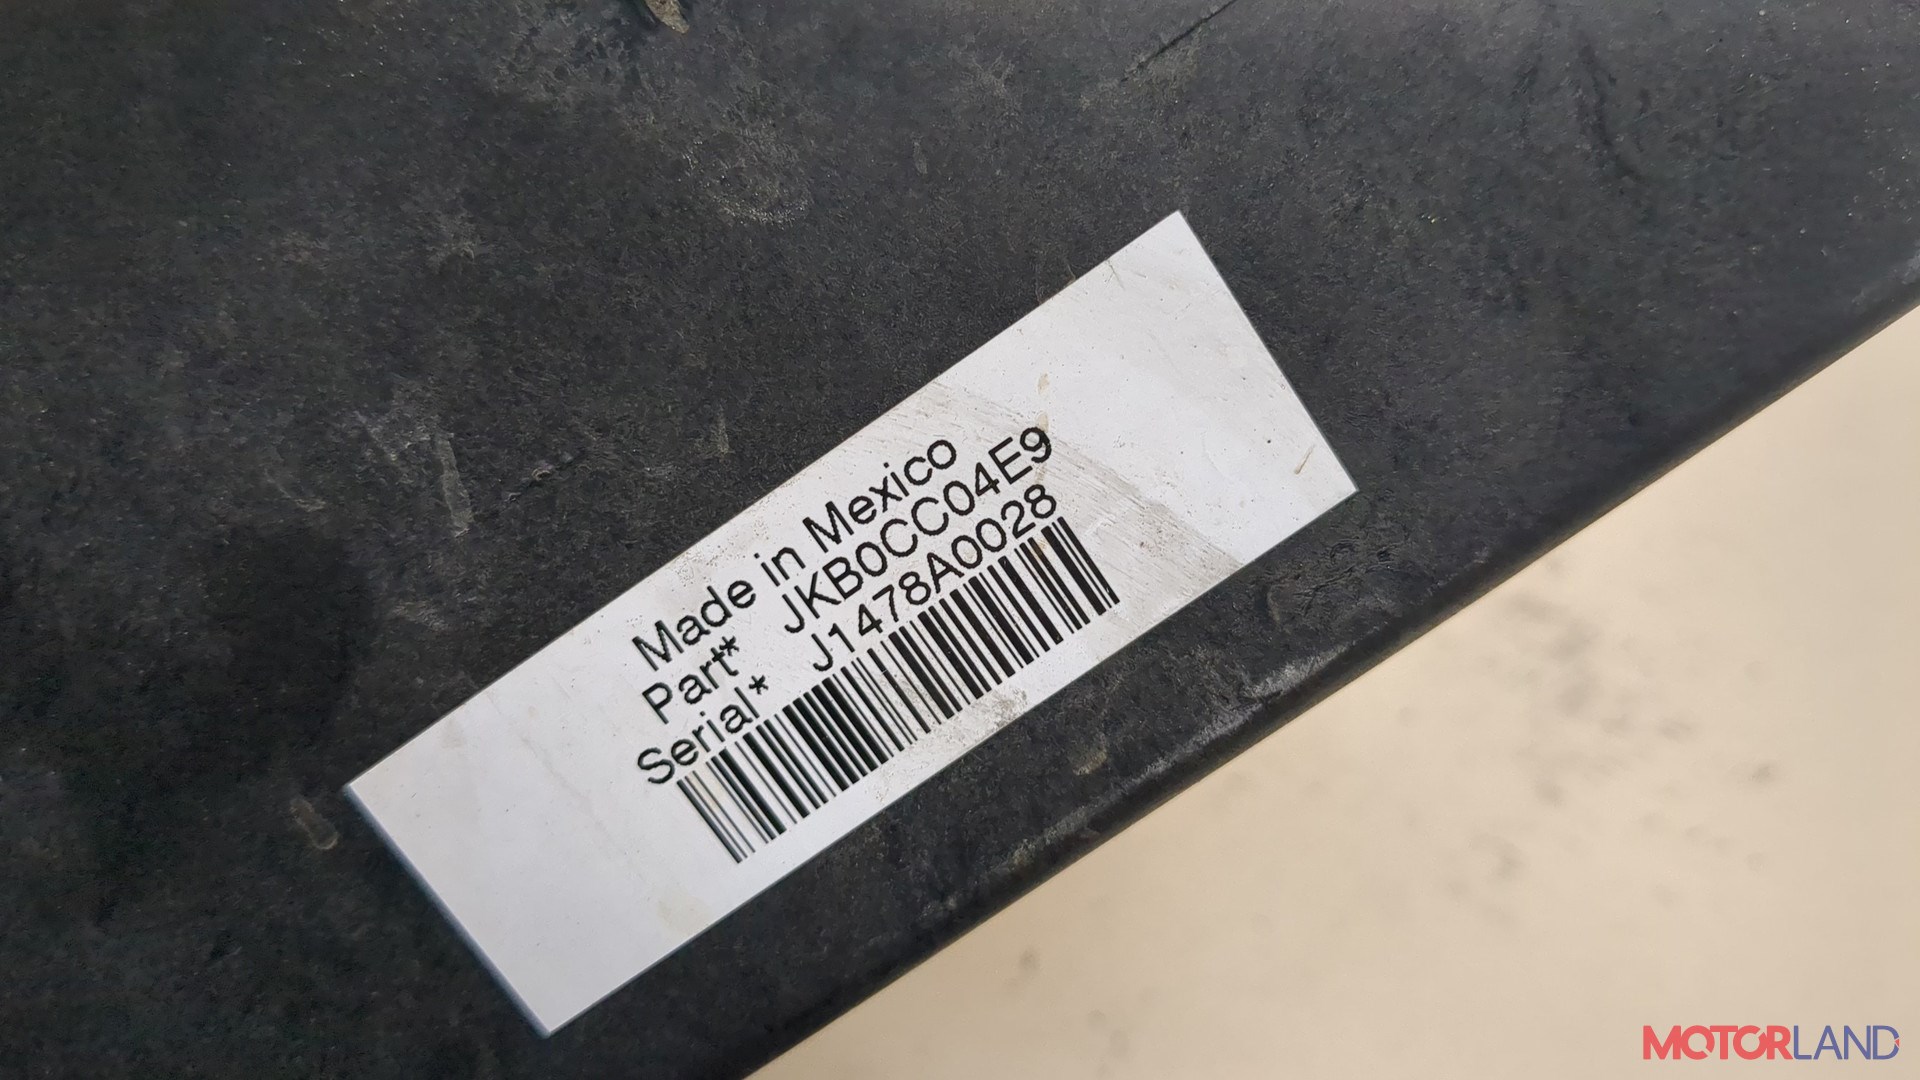 Made in Mexico
Part* JKB0CC04E9
Serial* J1478A0028
MOTORLAND